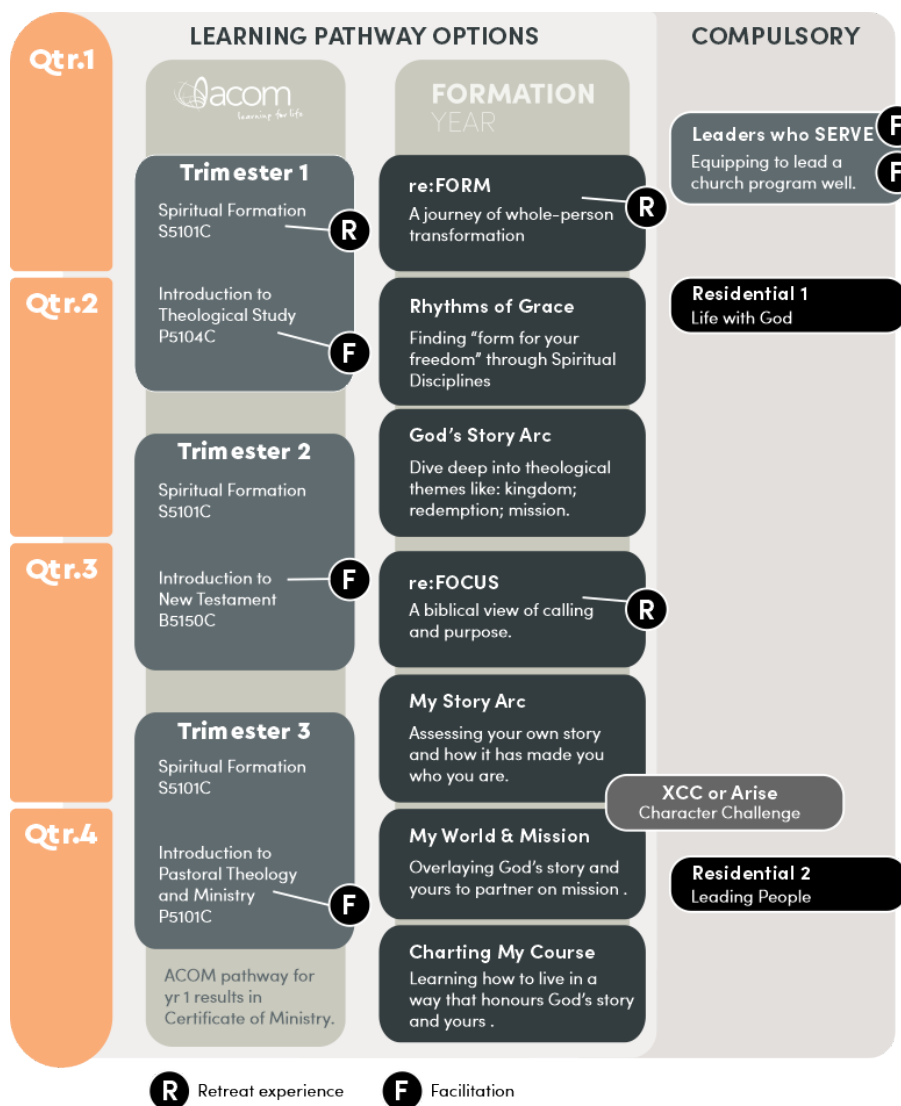 LEARNING PATHWAY OPTIONS
COMPULSORY
Qtr.1
acom
learning for life
FORMATION
YEAR
Trimester 1
Spiritual Formation
S5101C
R
Introduction to
Theological Study
P5104C
F
re:FORM
A journey of whole-person
transformation
R
Leaders who SERVE
Equipping to lead a
church program well.
F
F
Qtr.2
Rhythms of Grace
Finding “form for your
freedom” through Spiritual
Disciplines
Residential 1
Life with God
God’s Story Arc
Dive deep into theological
themes like: kingdom;
redemption; mission.
Trimester 2
Spiritual Formation
S5101C
Introduction to
New Testament
B5150C
F
Qtr.3
re:FOCUS
A biblical view of calling
and purpose.
R
My Story Arc
Assessing your own story
and how it has made you
who you are.
Trimester 3
Spiritual Formation
S5101C
Introduction to
Pastoral Theology
and Ministry
P5101C
F
XCC or Arise
Character Challenge
Qtr.4
My World & Mission
Overlaying God’s story and
yours to partner on mission .
Residential 2
Leading People
Charting My Course
Learning how to live in a
way that honours God’s story
and yours .
ACOM pathway for
yr 1 results in
Certificate of Ministry.
R Retreat experience
F Facilitation